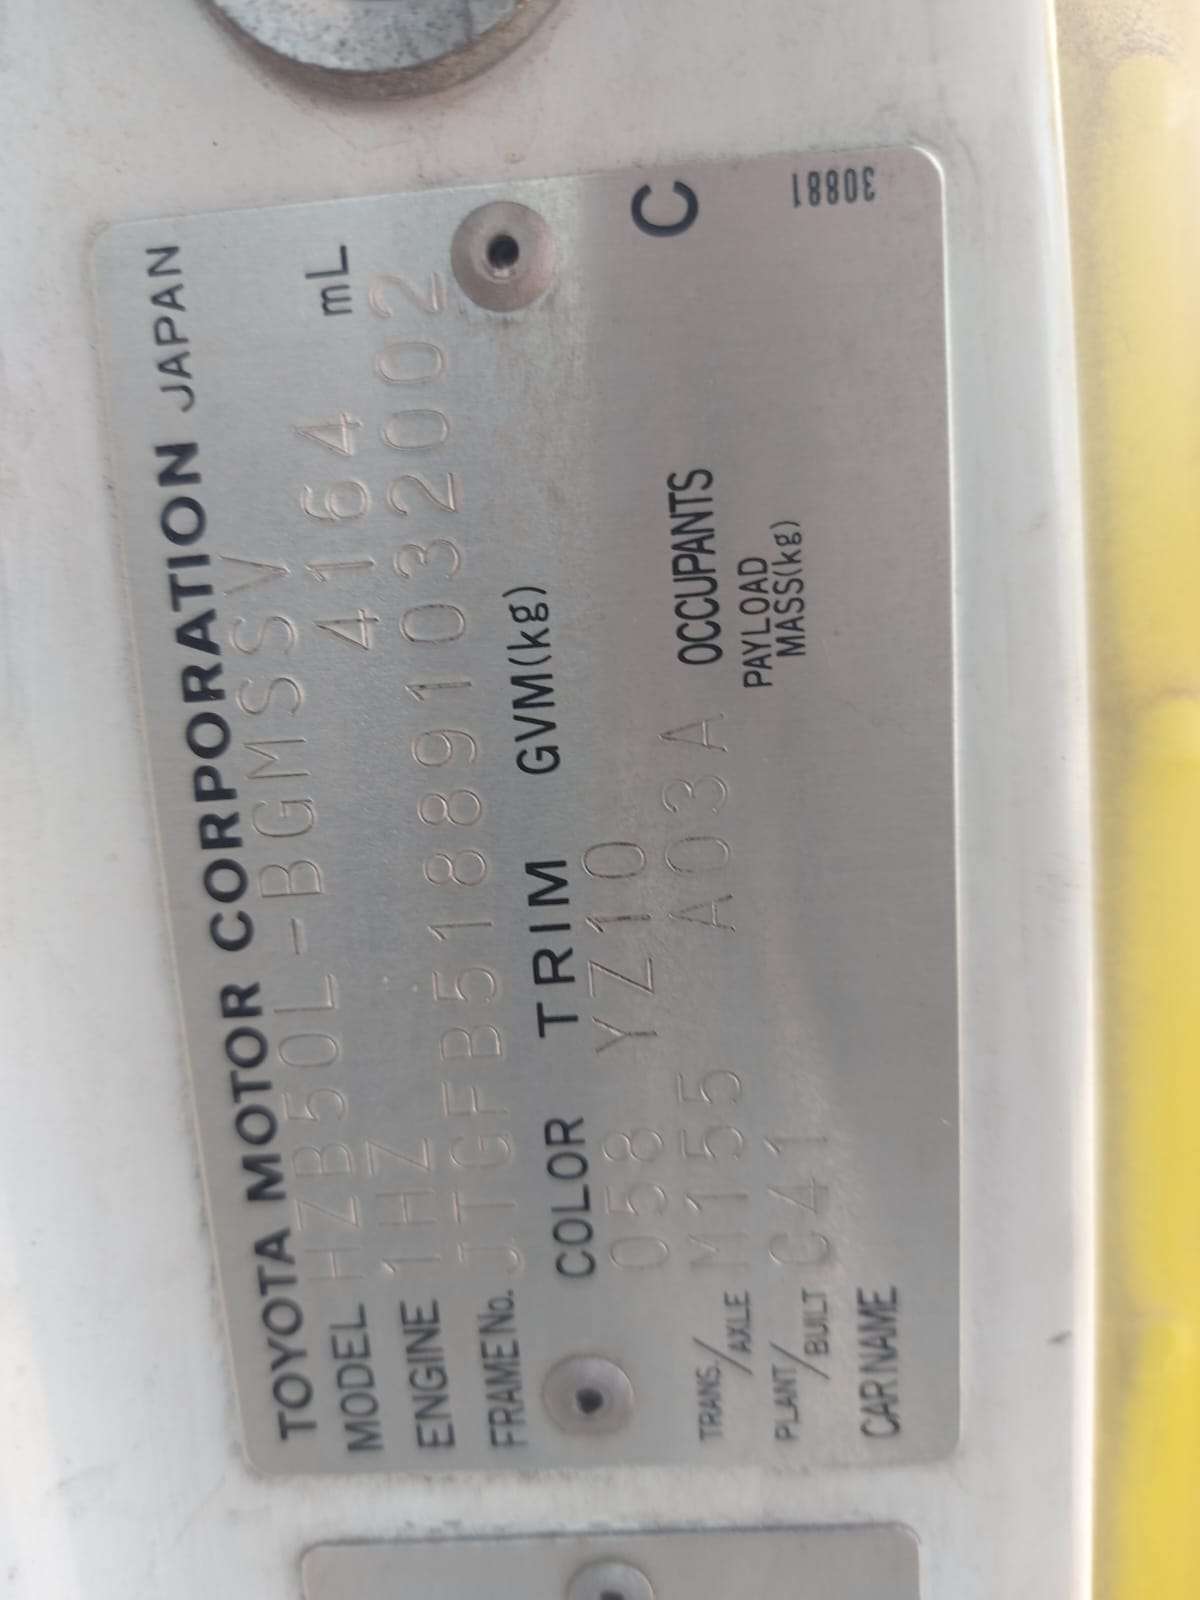 TOYOTA MOTOR CORPORATION JAPAN
MODEL HZB50L-BGMSSV
ENGINE 1HZ 4164 mL
FRAME No. JTGFB518891032002
COLOR TRIM GVM(kg)
058 YZ10
TRANS./AXLE M155 A03A OCCUPANTS C
PLANT/BUILT C41 PAYLOAD MASS(kg)
CAR NAME
30881